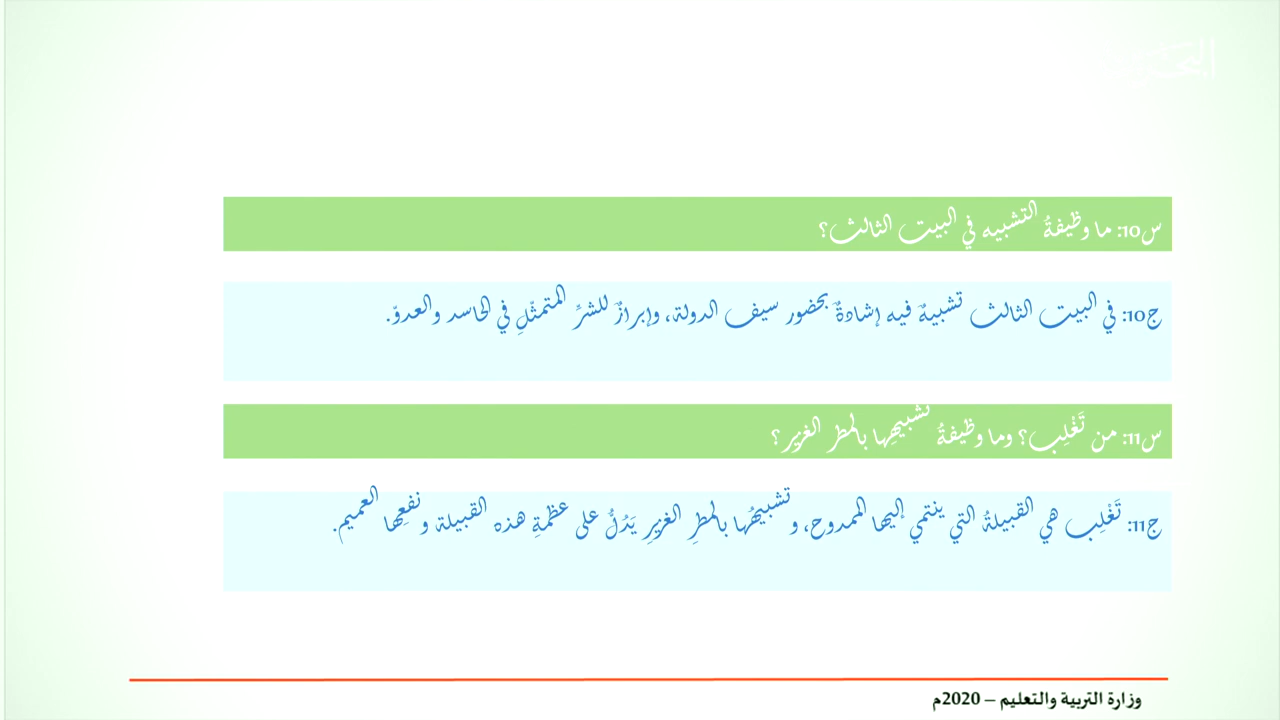 س10: ما وظيفةُ التشبيه في البيت الثالث؟
ج10: في البيت الثالث تشبيهٌ فيه إشادةٌ بحضور سيف الدولة، وإبرازٌ للشرِّ المتمثّلِ في الحاسد والعدوّ.
س11: من تَغْلِب؟ وما وظيفةُ تشبيهِها بالمطر الغزير؟
ج11: تَغْلِب هي القبيلةُ التي ينتمي إليها الممدوح، وتشبيهُها بالمطرِ الغزيرِ يَدُلُّ على عظمةِ هذه القبيلة ونفعِها العميم.
وزارة التربية والتعليم – 2020م